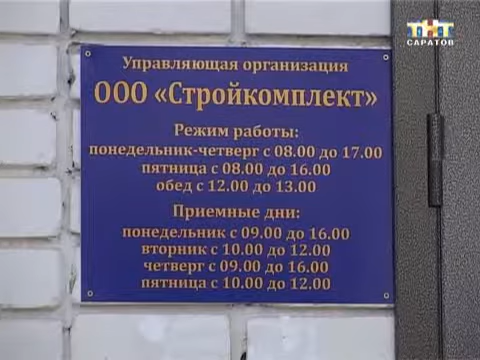 ТНТ
САРАТОВ
Управляющая организация
ООО «Стройкомплект»
Режим работы:
понедельник-четверг с 08.00 до 17.00
пятница с 08.00 до 16.00
обед с 12.00 до 13.00
Приемные дни:
понедельник с 09.00 до 16.00
вторник с 10.00 до 12.00
четверг с 09.00 до 16.00
пятница с 10.00 до 12.00